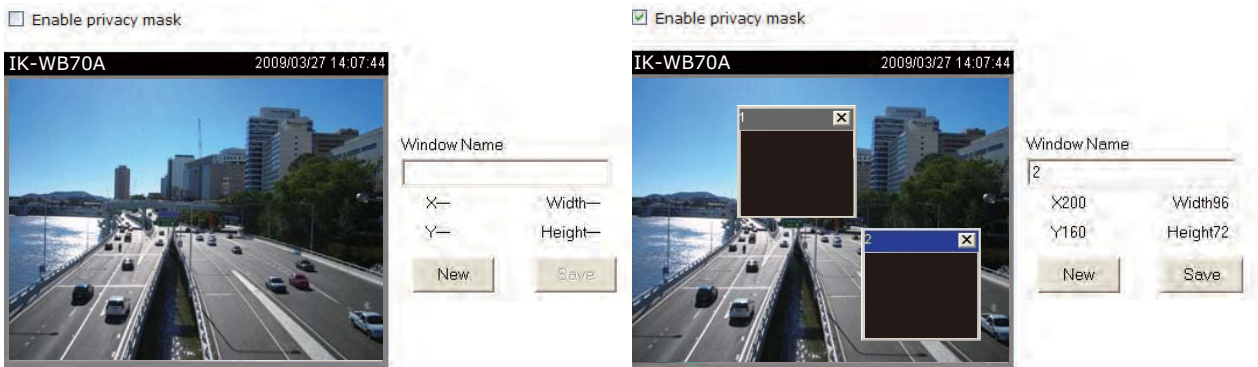 Enable privacy mask
IK-WB70A 2009/03/27 14:07:44
Window Name
X— Width—
Y— Height—
New Save
Enable privacy mask
IK-WB70A 2009/03/27 14:07:44
1
2
Window Name
2
X200 Width96
Y160 Height72
New Save